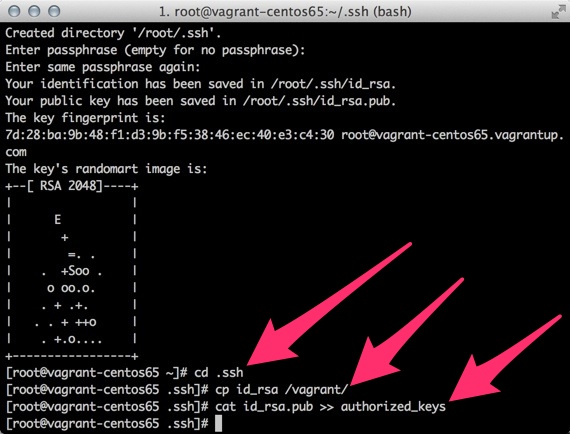 1. root@vagrant-centos65:~/.ssh (bash)
Created directory '/root/.ssh'.
Enter passphrase (empty for no passphrase):
Enter same passphrase again:
Your identification has been saved in /root/.ssh/id_rsa.
Your public key has been saved in /root/.ssh/id_rsa.pub.
The key fingerprint is:
7d:28:ba:9b:48:f1:d3:9b:f5:38:46:ec:40:e3:c4:30 root@vagrant-centos65.vagrantup.
com
The key's randomart image is:
+--[ RSA 2048]----+
|                 |
|      E          |
|       +         |
|        =. .     |
|    .  +Soo .    |
|     o oo.o.     |
|    . + .+.      |
|   . . + ++o     |
|    . +.o....    |
+-----------------+
[root@vagrant-centos65 ~]# cd .ssh
[root@vagrant-centos65 .ssh]# cp id_rsa /vagrant/
[root@vagrant-centos65 .ssh]# cat id_rsa.pub >> authorized_keys
[root@vagrant-centos65 .ssh]#